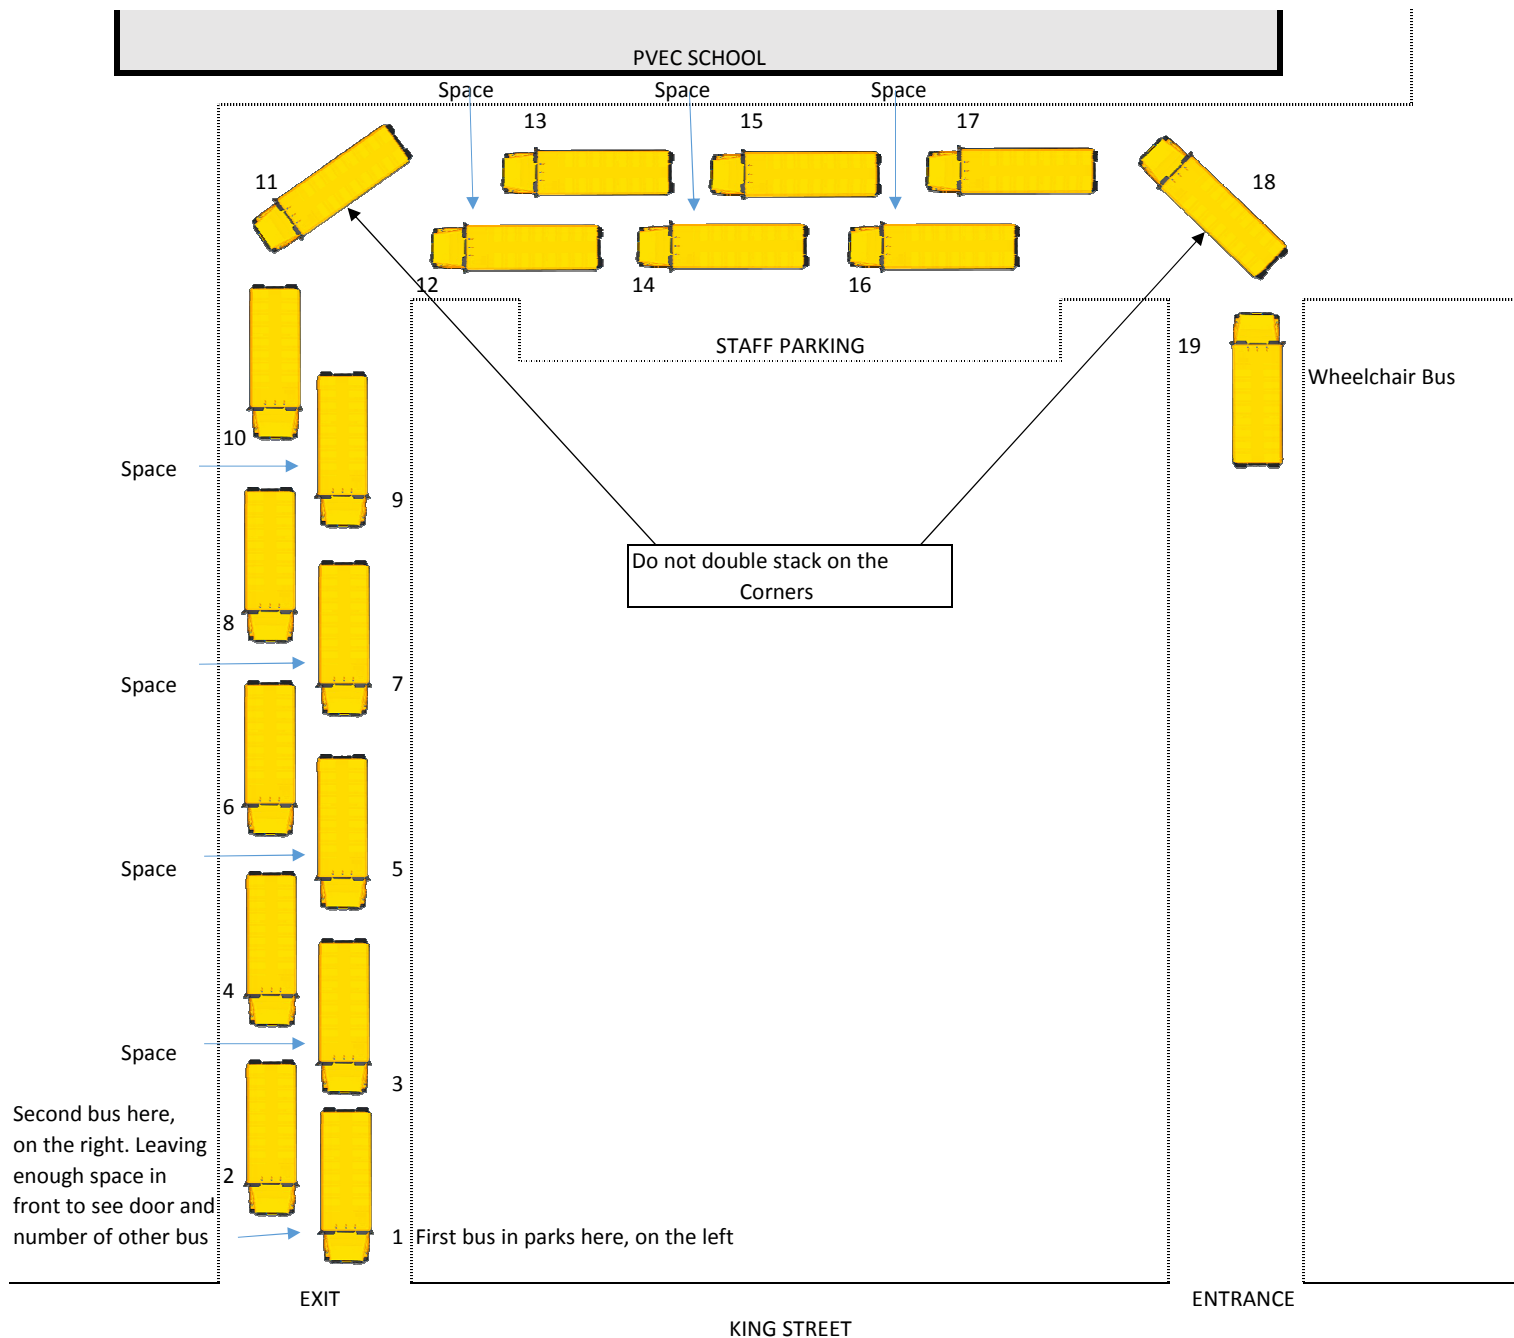 PVEC SCHOOL
Space
Space
Space
13
15
17
11
18
12
14
16
STAFF PARKING
19
Wheelchair Bus
10
Space
9
Do not double stack on the
Corners
8
Space
7
6
Space
5
4
Space
3
Second bus here,
on the right. Leaving
enough space in
front to see door and
number of other bus
2
1
First bus in parks here, on the left
EXIT
ENTRANCE
KING STREET